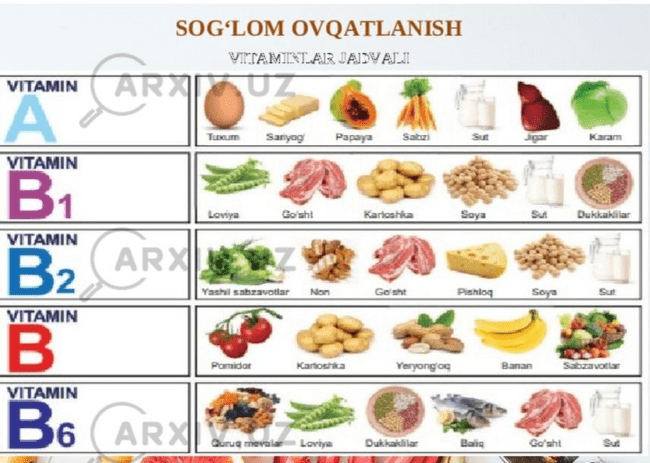 SOG‘LOM OVQATLANISH
VITAMINLAR JADVALI
ARXIV.UZ
VITAMIN
A
Tuxum Sariyog' Papaya Sabzi Sut Jigar Karam
VITAMIN
B1
Loviya Go'sht Kartoshka Soya Sut Dukkaklilar
VITAMIN
B2
ARXIV.UZ
Yashil sabzavotlar Non Go'sht Pishloq Soya Sut
VITAMIN
B
Pomidor Kartoshka Yeryong'oq Banan Sabzavotlar
VITAMIN
B6
ARXIV.UZ
Quruq mevalar Loviya Dukkaklilar Baliq Go'sht Sut